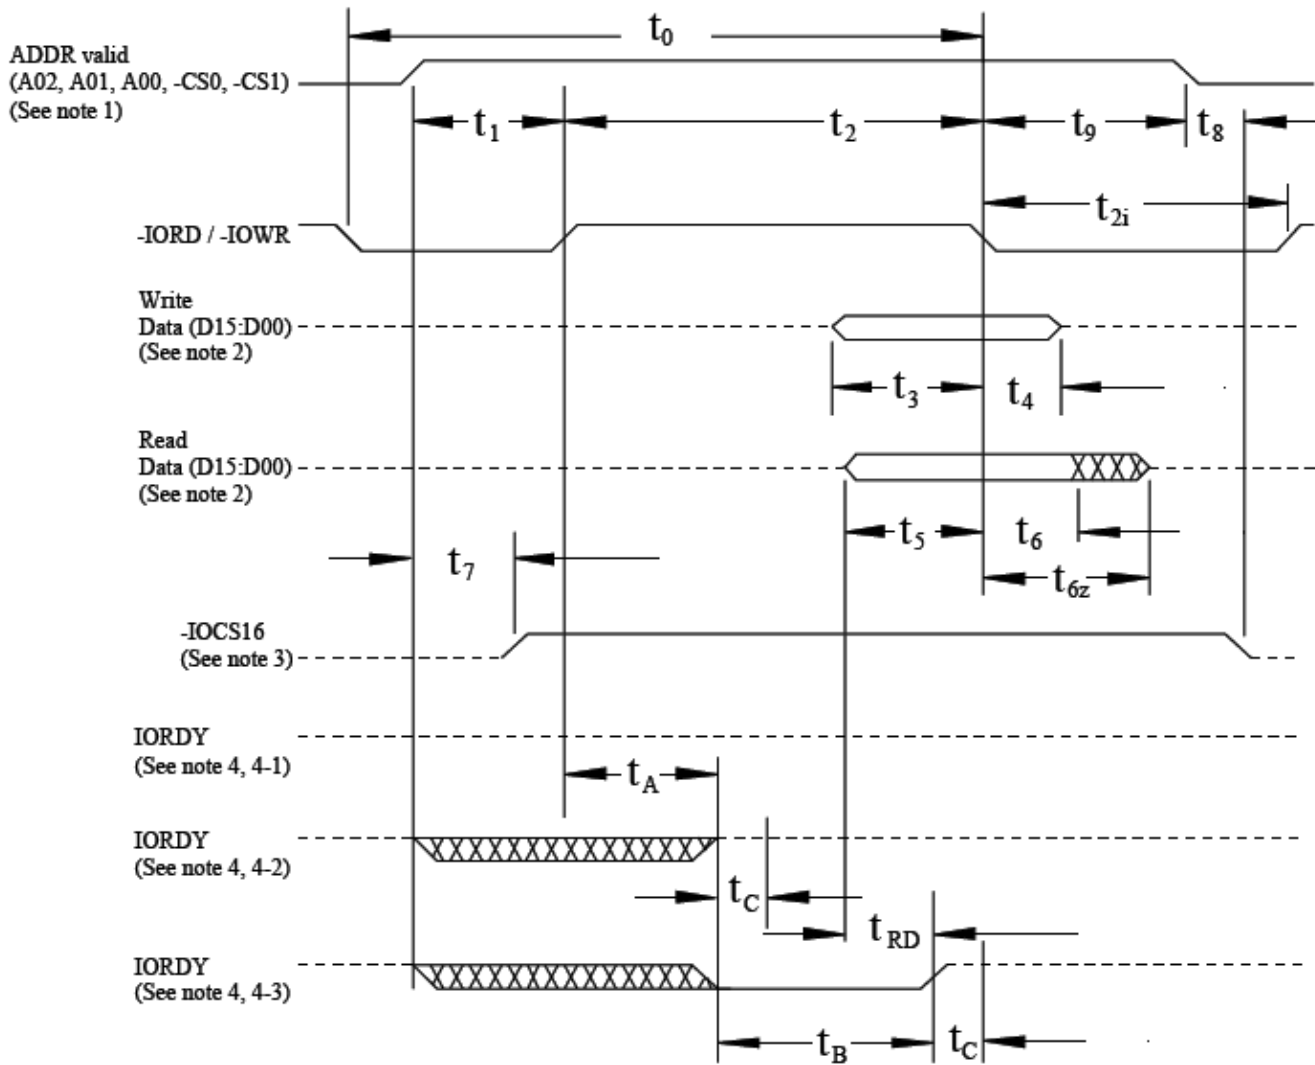 t0
ADDR valid
(A02, A01, A00, -CS0, -CS1)
(See note 1)
t1
t2
t9
t8
t2i
-IORD / -IOWR
Write
Data (D15:D00)
(See note 2)
t3
t4
Read
Data (D15:D00)
(See note 2)
t5
t6
t7
t6z
-IOCS16
(See note 3)
IORDY
(See note 4, 4-1)
tA
IORDY
(See note 4, 4-2)
tC
tRD
IORDY
(See note 4, 4-3)
tB
tC